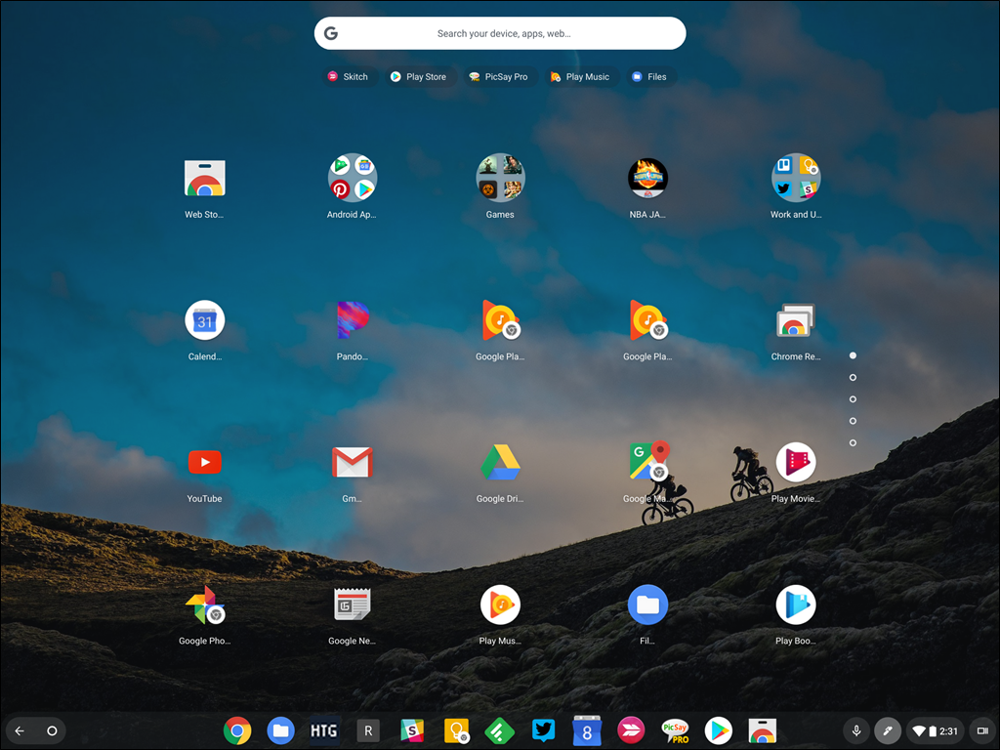 Search your device, apps, web...
Skitch Play Store PicSay Pro Play Music Files
Web Sto... Android Ap... Games NBA JA... Work and U...
31
Calend... Pando... Google Pla... Google Pla... Chrome Re...
G
YouTube Gm... Google Dri... Google Ma... Play Movie...
Google Pho... Google Ne... Play Mus... Fil... Play Boo...
HTG R S 8 PicSay PRO 2:31